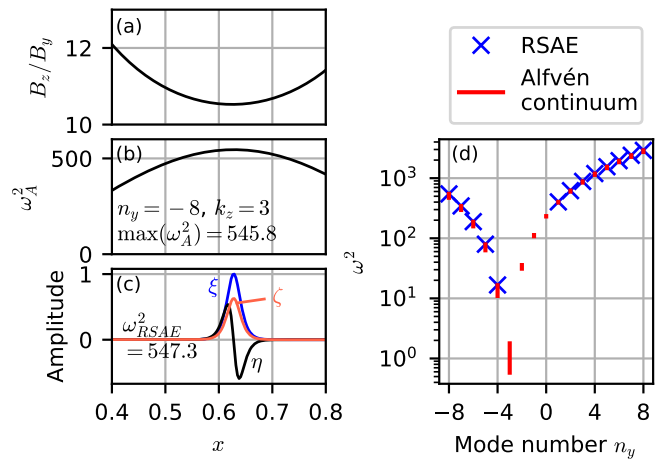 (a)
B_z/B_y
12
10
(b)
ω_A^2
500
0
n_y = −8, k_z = 3
max(ω_A^2) = 545.8
(c)
Amplitude
1
0
ξ
ζ
η
ω_RSAE^2
= 547.3
0.4 0.5 0.6 0.7 0.8
x
RSAE
Alfvén
continuum
(d)
ω^2
10^3
10^2
10^1
10^0
−8 −4 0 4 8
Mode number n_y